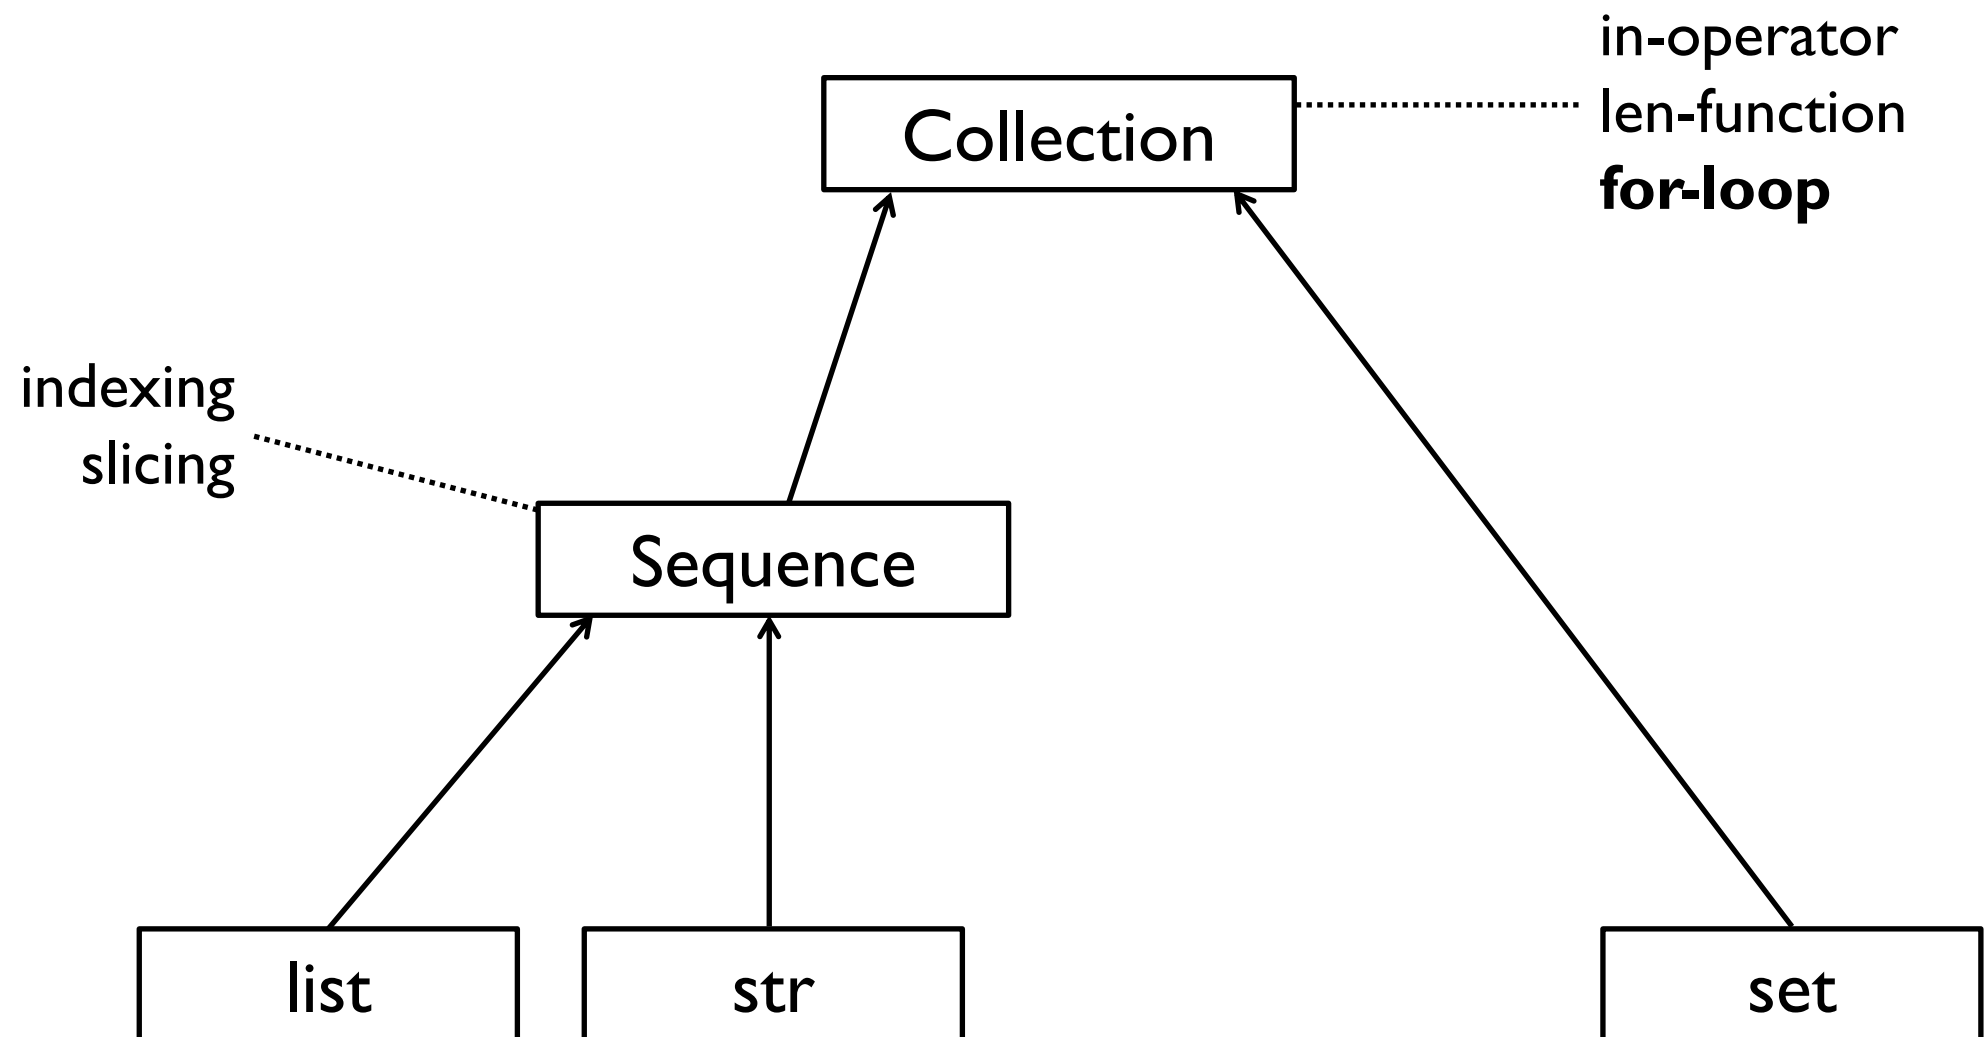 in-operator
len-function
for-loop
Collection
indexing
slicing
Sequence
list
str
set